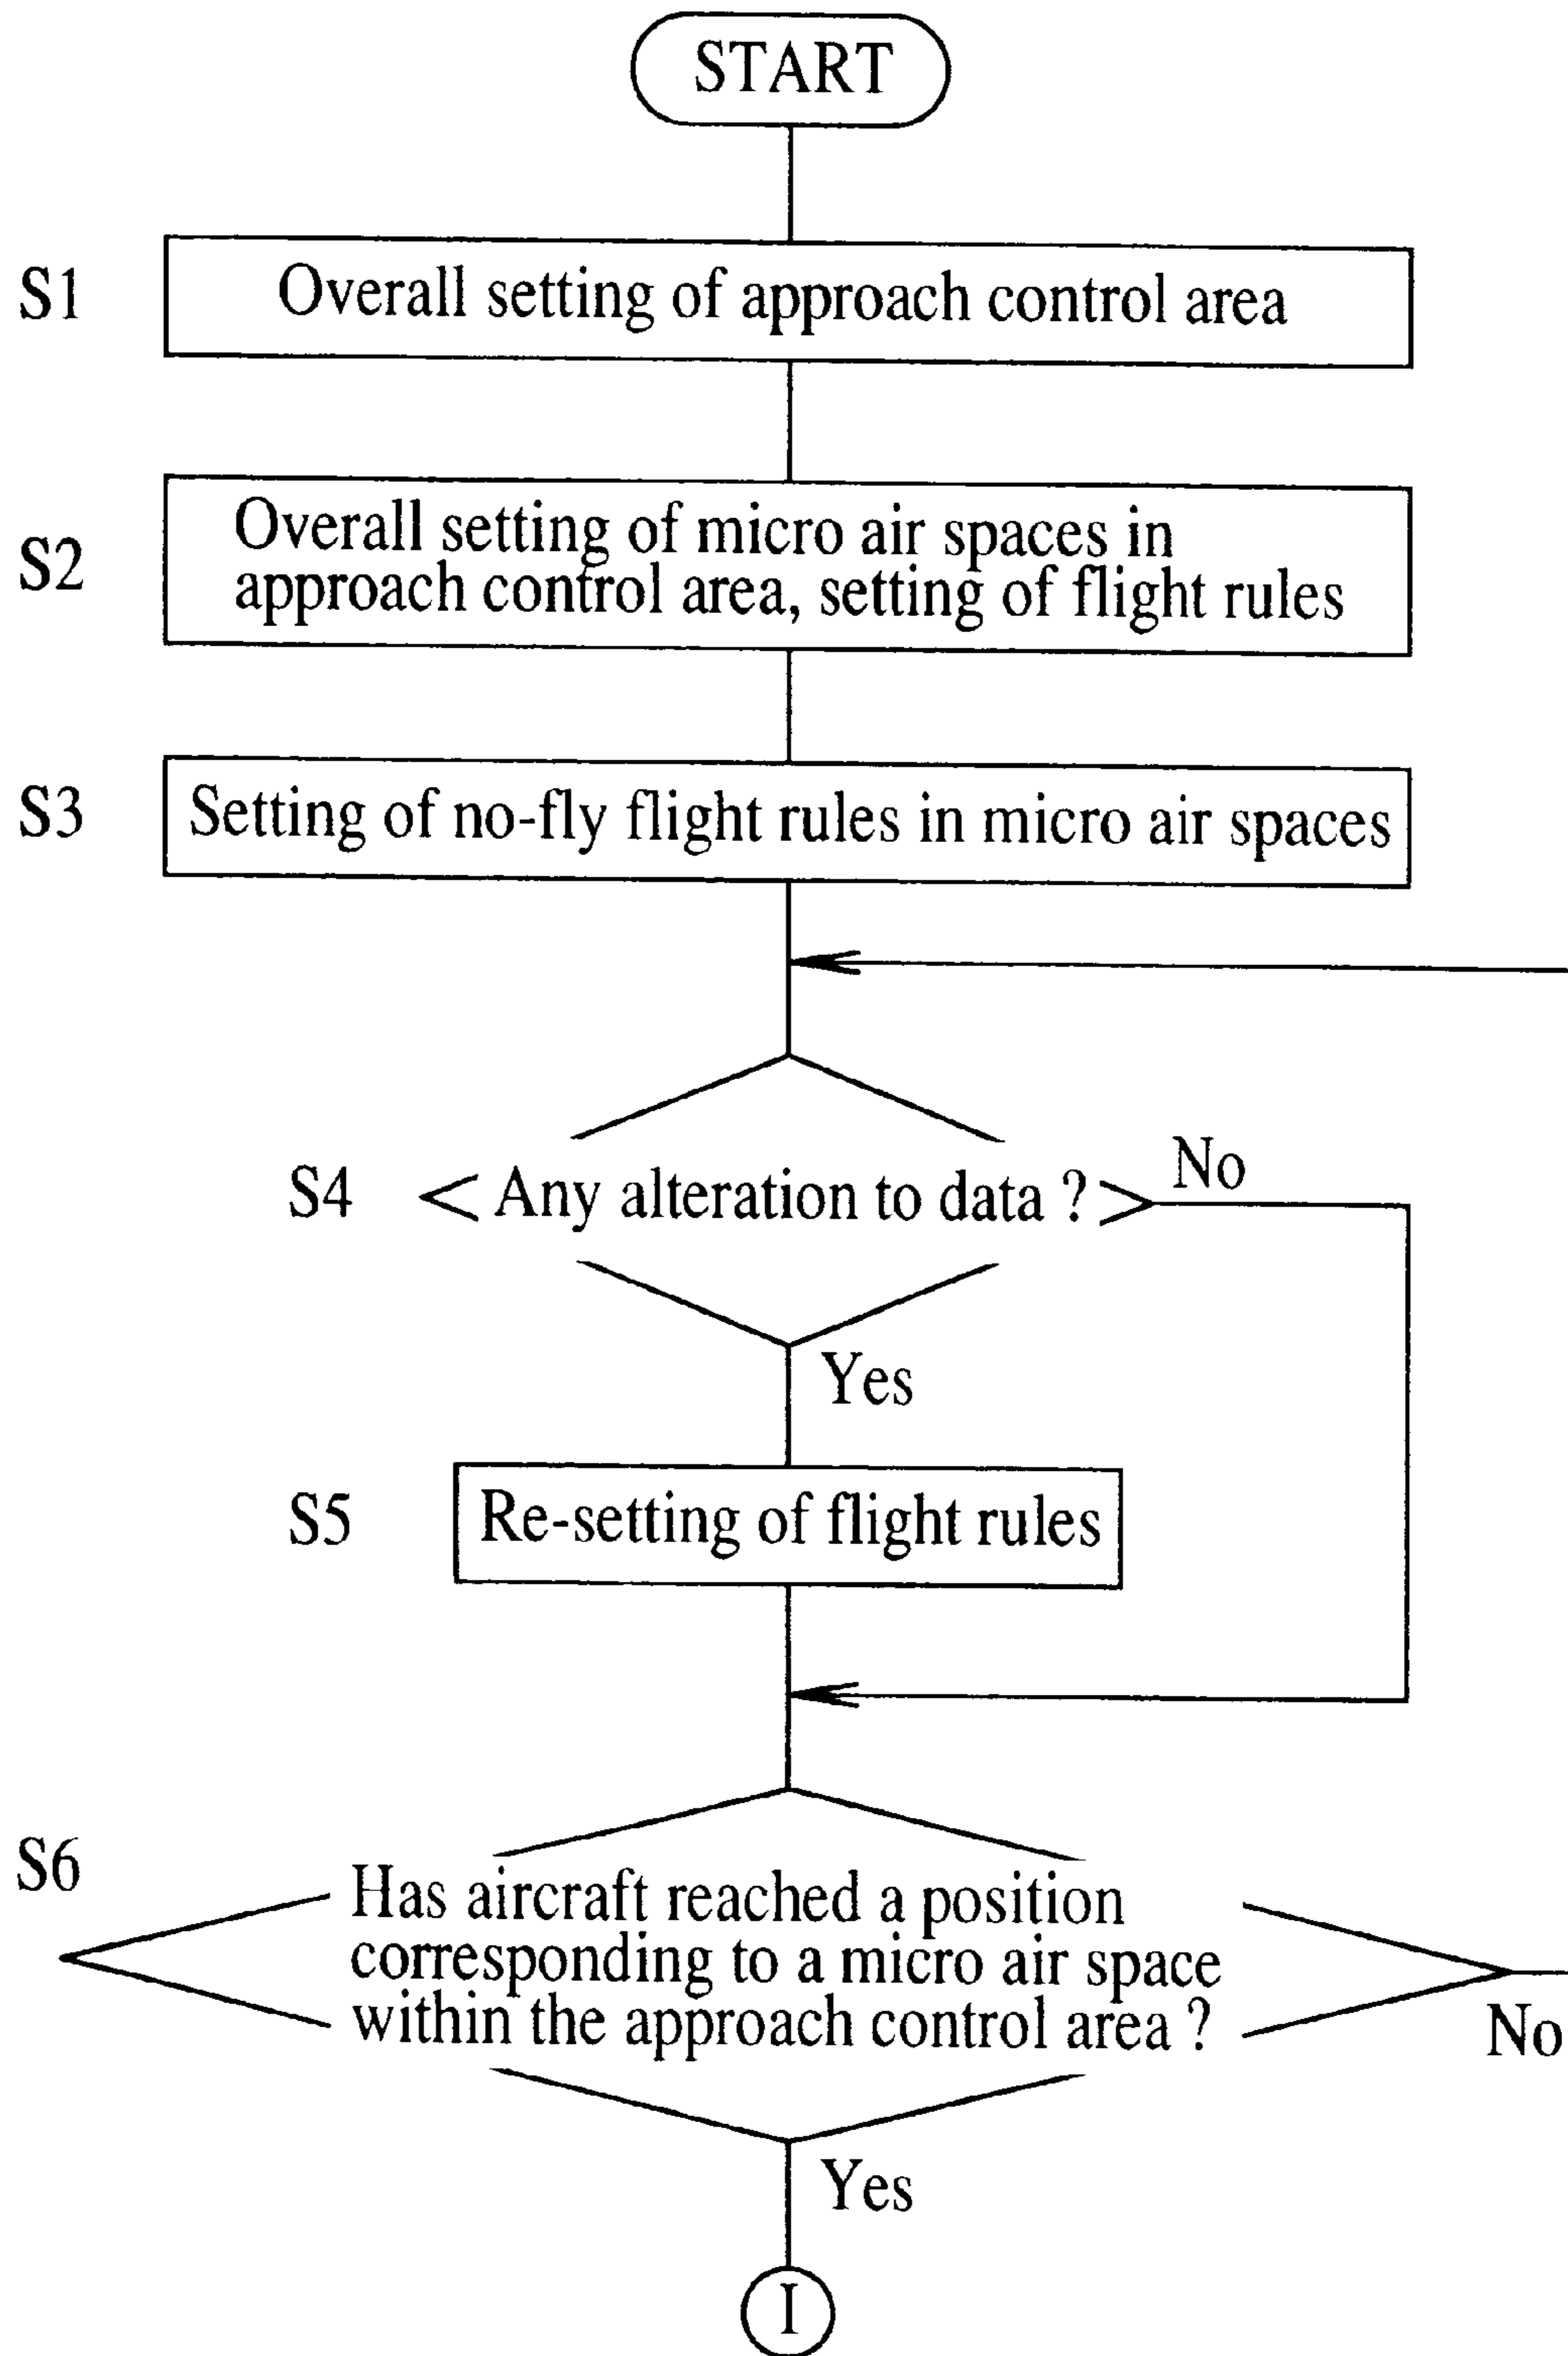 START
S1
Overall setting of approach control area
S2
Overall setting of micro air spaces in
approach control area, setting of flight rules
S3
Setting of no-fly flight rules in micro air spaces
S4
Any alteration to data ?
No
Yes
S5
Re-setting of flight rules
S6
Has aircraft reached a position
corresponding to a micro air space
within the approach control area ?
No
Yes
I